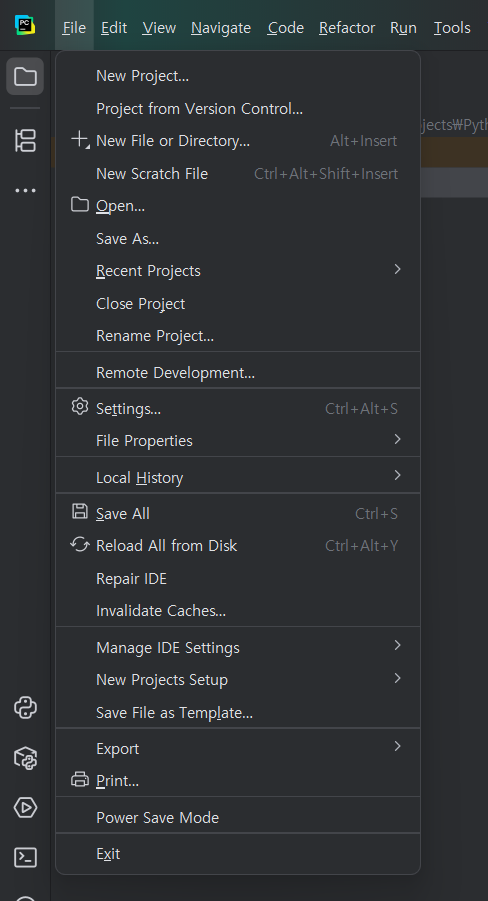 PC
File Edit View Navigate Code Refactor Run Tools
New Project...
Project from Version Control...
jects₩Pyth
New File or Directory... Alt+Insert
New Scratch File Ctrl+Alt+Shift+Insert
Open...
Save As...
Recent Projects
Close Project
Rename Project...
Remote Development...
Settings... Ctrl+Alt+S
File Properties
Local History
Save All Ctrl+S
Reload All from Disk Ctrl+Alt+Y
Repair IDE
Invalidate Caches...
Manage IDE Settings
New Projects Setup
Save File as Template...
Export
Print...
Power Save Mode
Exit